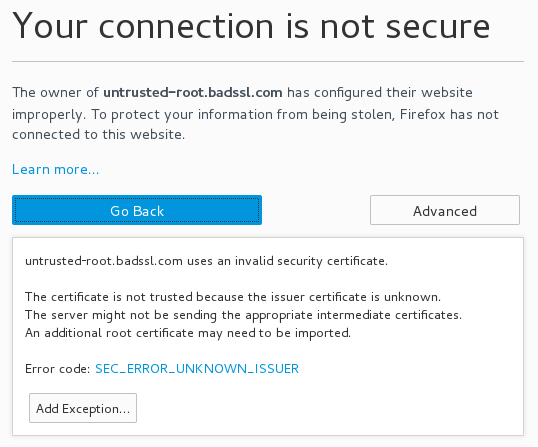 Your connection is not secure
The owner of untrusted-root.badssl.com has configured their website
improperly. To protect your information from being stolen, Firefox has not
connected to this website.
Learn more...
Go Back
Advanced
untrusted-root.badssl.com uses an invalid security certificate.
The certificate is not trusted because the issuer certificate is unknown.
The server might not be sending the appropriate intermediate certificates.
An additional root certificate may need to be imported.
Error code: SEC_ERROR_UNKNOWN_ISSUER
Add Exception...